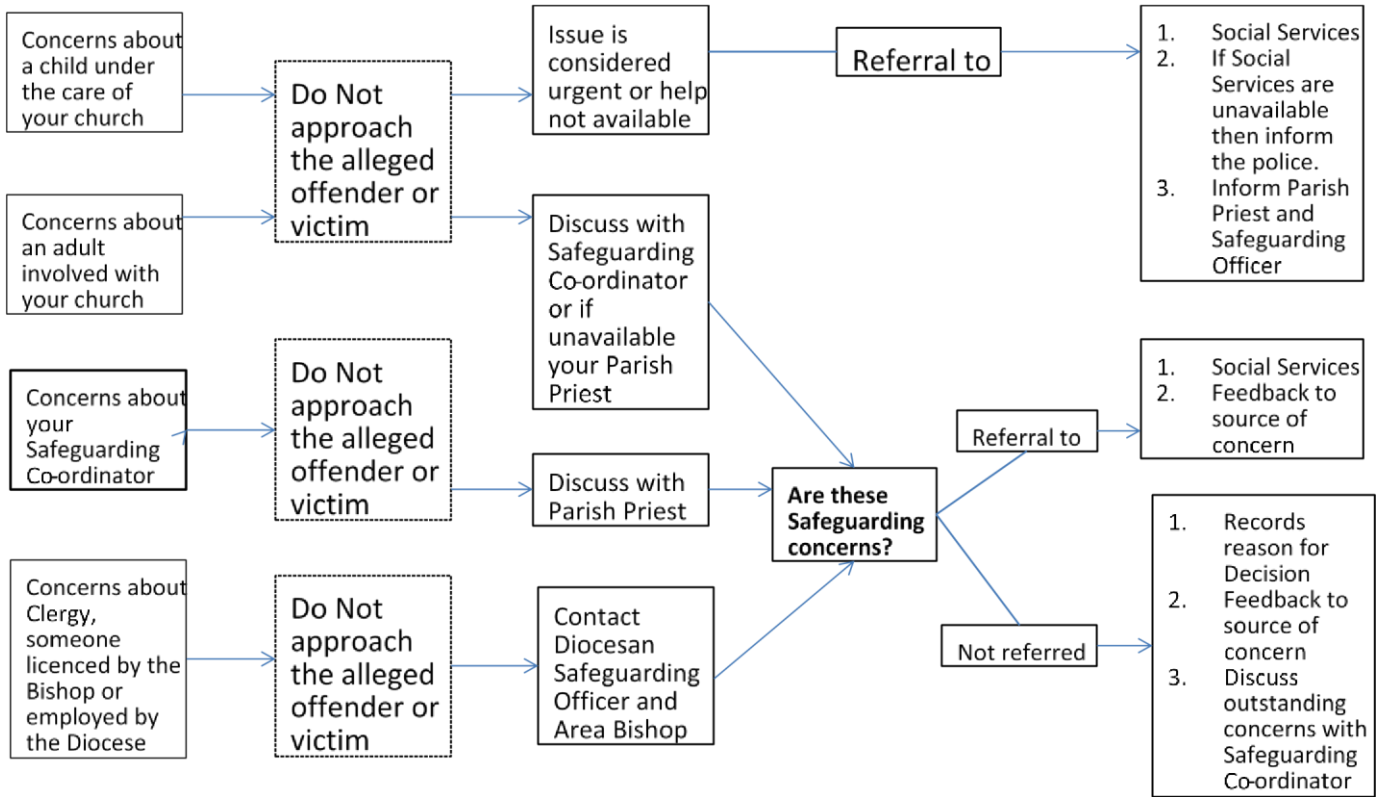 Concerns about
a child under
the care of
your church
Concerns about
an adult
involved with
your church
Concerns about
your
Safeguarding
Co-ordinator
Concerns about
Clergy,
someone
licenced by the
Bishop or
employed by
the Diocese
Do Not
approach
the alleged
offender or
victim
Do Not
approach
the alleged
offender or
victim
Do Not
approach
the alleged
offender or
victim
Issue is
considered
urgent or help
not available
Discuss with
Safeguarding
Co-ordinator
or if
unavailable
your Parish
Priest
Discuss with
Parish Priest
Contact
Diocesan
Safeguarding
Officer and
Area Bishop
Are these
Safeguarding
concerns?
Referral to
Referral to
Not referred
1. Social Services
2. If Social
Services are
unavailable
then inform
the police.
3. Inform Parish
Priest and
Safeguarding
Officer
1. Social Services
2. Feedback to
source of
concern
1. Records
reason for
Decision
2. Feedback to
source of
concern
3. Discuss
outstanding
concerns with
Safeguarding
Co-ordinator